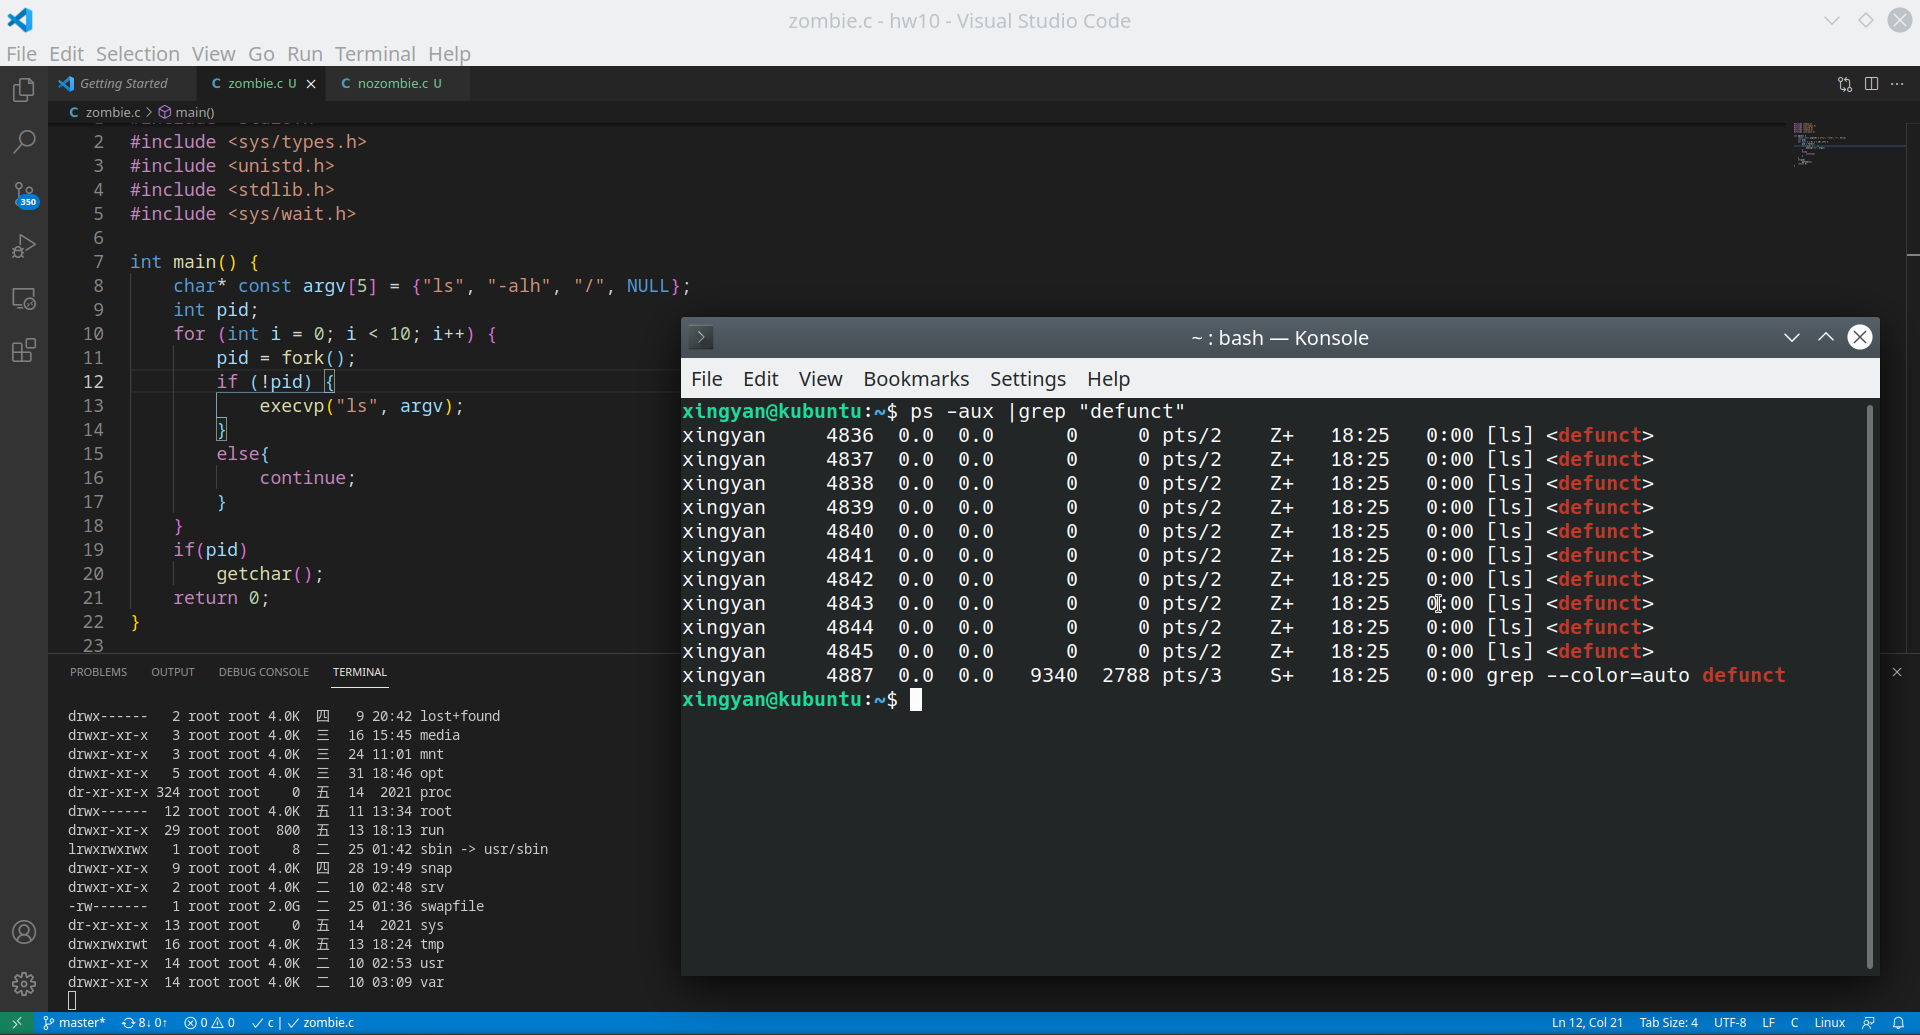 zombie.c - hw10 - Visual Studio Code
File Edit Selection View Go Run Terminal Help
Getting Started zombie.c U nozombie.c U
zombie.c > main()
350
2 #include <sys/types.h>
3 #include <unistd.h>
4 #include <stdlib.h>
5 #include <sys/wait.h>
6
7 int main() {
8 char* const argv[5] = {"ls", "-alh", "/", NULL};
9 int pid;
10 for (int i = 0; i < 10; i++) {
11 pid = fork();
12 if (!pid) {
13 execvp("ls", argv);
14 }
15 else{
16 continue;
17 }
18 }
19 if(pid)
20 getchar();
21 return 0;
22 }
23
PROBLEMS OUTPUT DEBUG CONSOLE TERMINAL
drwx------ 2 root root 4.0K 四 9 20:42 lost+found
drwxr-xr-x 3 root root 4.0K 三 16 15:45 media
drwxr-xr-x 3 root root 4.0K 三 24 11:01 mnt
drwxr-xr-x 5 root root 4.0K 三 31 18:46 opt
dr-xr-xr-x 324 root root 0 五 14 2021 proc
drwx------ 12 root root 4.0K 五 11 13:34 root
drwxr-xr-x 29 root root 800 五 13 18:13 run
lrwxrwxrwx 1 root root 8 二 25 01:42 sbin -> usr/sbin
drwxr-xr-x 9 root root 4.0K 四 28 19:49 snap
drwxr-xr-x 2 root root 4.0K 二 10 02:48 srv
-rw------- 1 root root 2.0G 二 25 01:36 swapfile
dr-xr-xr-x 13 root root 0 五 14 2021 sys
drwxrwxrwt 16 root root 4.0K 五 13 18:24 tmp
drwxr-xr-x 14 root root 4.0K 二 10 02:53 usr
drwxr-xr-x 14 root root 4.0K 二 10 03:09 var
~ : bash — Konsole
File Edit View Bookmarks Settings Help
xingyan@kubuntu:~$ ps -aux |grep "defunct"
xingyan 4836 0.0 0.0 0 0 pts/2 Z+ 18:25 0:00 [ls] <defunct>
xingyan 4837 0.0 0.0 0 0 pts/2 Z+ 18:25 0:00 [ls] <defunct>
xingyan 4838 0.0 0.0 0 0 pts/2 Z+ 18:25 0:00 [ls] <defunct>
xingyan 4839 0.0 0.0 0 0 pts/2 Z+ 18:25 0:00 [ls] <defunct>
xingyan 4840 0.0 0.0 0 0 pts/2 Z+ 18:25 0:00 [ls] <defunct>
xingyan 4841 0.0 0.0 0 0 pts/2 Z+ 18:25 0:00 [ls] <defunct>
xingyan 4842 0.0 0.0 0 0 pts/2 Z+ 18:25 0:00 [ls] <defunct>
xingyan 4843 0.0 0.0 0 0 pts/2 Z+ 18:25 0:00 [ls] <defunct>
xingyan 4844 0.0 0.0 0 0 pts/2 Z+ 18:25 0:00 [ls] <defunct>
xingyan 4845 0.0 0.0 0 0 pts/2 Z+ 18:25 0:00 [ls] <defunct>
xingyan 4887 0.0 0.0 9340 2788 pts/3 S+ 18:25 0:00 grep --color=auto defunct
xingyan@kubuntu:~$
master* 8↓ 0↑ 0 0 c | zombie.c Ln 12, Col 21 Tab Size: 4 UTF-8 LF C Linux